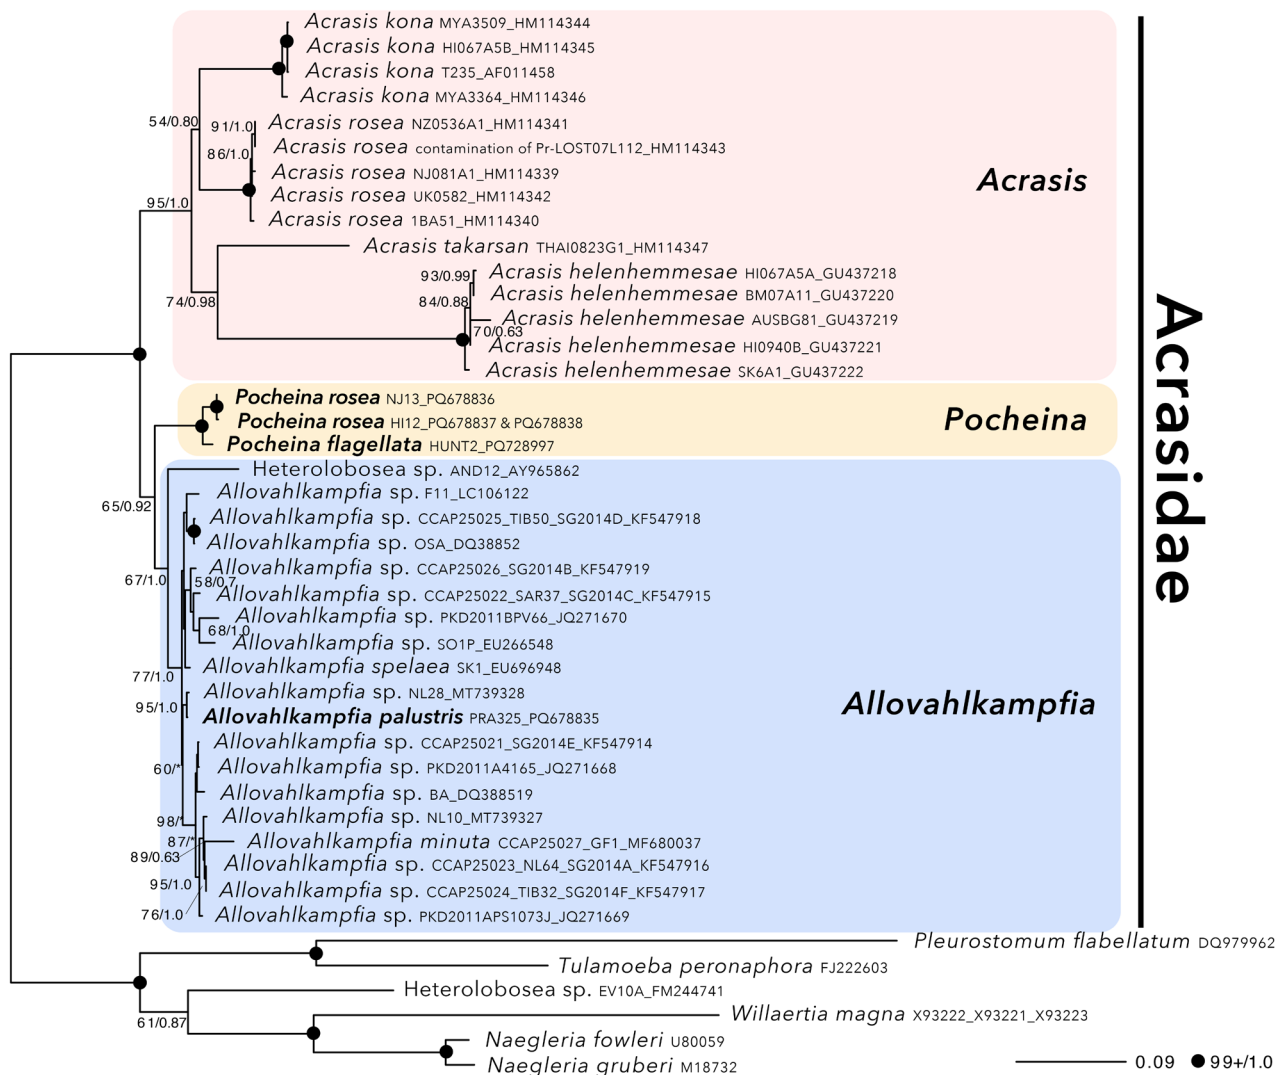 Acrasis kona MYA3509_HM114344
Acrasis kona HI067A5B_HM114345
Acrasis kona T235_AF011458
Acrasis kona MYA3364_HM114346
54/0.80
91/1.0
Acrasis rosea NZ0536A1_HM114341
86/1.0
Acrasis rosea contamination of Pr-LOST07L112_HM114343
Acrasis rosea NJ081A1_HM114339
Acrasis
Acrasis rosea UK0582_HM114342
95/1.0
Acrasis rosea 1BA51_HM114340
Acrasis takarsan THAI0823G1_HM114347
93/0.99
Acrasis helenhemmesae HI067A5A_GU437218
74/0.98
84/0.88
Acrasis helenhemmesae BM07A11_GU437220
Acrasis helenhemmesae AUSBG81_GU437219
70/0.63
Acrasis helenhemmesae HI0940B_GU437221
Acrasis helenhemmesae SK6A1_GU437222
Acrasidae
Pocheina rosea NJ13_PQ678836
Pocheina rosea HI12_PQ678837 & PQ678838
Pocheina
Pocheina flagellata HUNT2_PQ728997
Heterolobosea sp. AND12_AY965862
Allovahlkampfia sp. F11_LC106122
65/0.92
Allovahlkampfia sp. CCAP25025_TIB50_SG2014D_KF547918
Allovahlkampfia sp. OSA_DQ38852
Allovahlkampfia sp. CCAP25026_SG2014B_KF547919
67/1.0
58/0.7
Allovahlkampfia sp. CCAP25022_SAR37_SG2014C_KF547915
Allovahlkampfia sp. PKD2011BPV66_JQ271670
68/1.0
Allovahlkampfia sp. SO1P_EU266548
Allovahlkampfia spelaea SK1_EU696948
77/1.0
Allovahlkampfia sp. NL28_MT739328
95/1.0
Allovahlkampfia
Allovahlkampfia palustris PRA325_PQ678835
Allovahlkampfia sp. CCAP25021_SG2014E_KF547914
60/*
Allovahlkampfia sp. PKD2011A4165_JQ271668
Allovahlkampfia sp. BA_DQ388519
98/*
Allovahlkampfia sp. NL10_MT739327
87/*
Allovahlkampfia minuta CCAP25027_GF1_MF680037
89/0.63
Allovahlkampfia sp. CCAP25023_NL64_SG2014A_KF547916
95/1.0
Allovahlkampfia sp. CCAP25024_TIB32_SG2014F_KF547917
76/1.0
Allovahlkampfia sp. PKD2011APS1073J_JQ271669
Pleurostomum flabellatum DQ979962
Tulamoeba peronaphora FJ222603
Heterolobosea sp. EV10A_FM244741
61/0.87
Willaertia magna X93222_X93221_X93223
Naegleria fowleri U80059
Naegleria gruberi M18732
0.09
99+/1.0